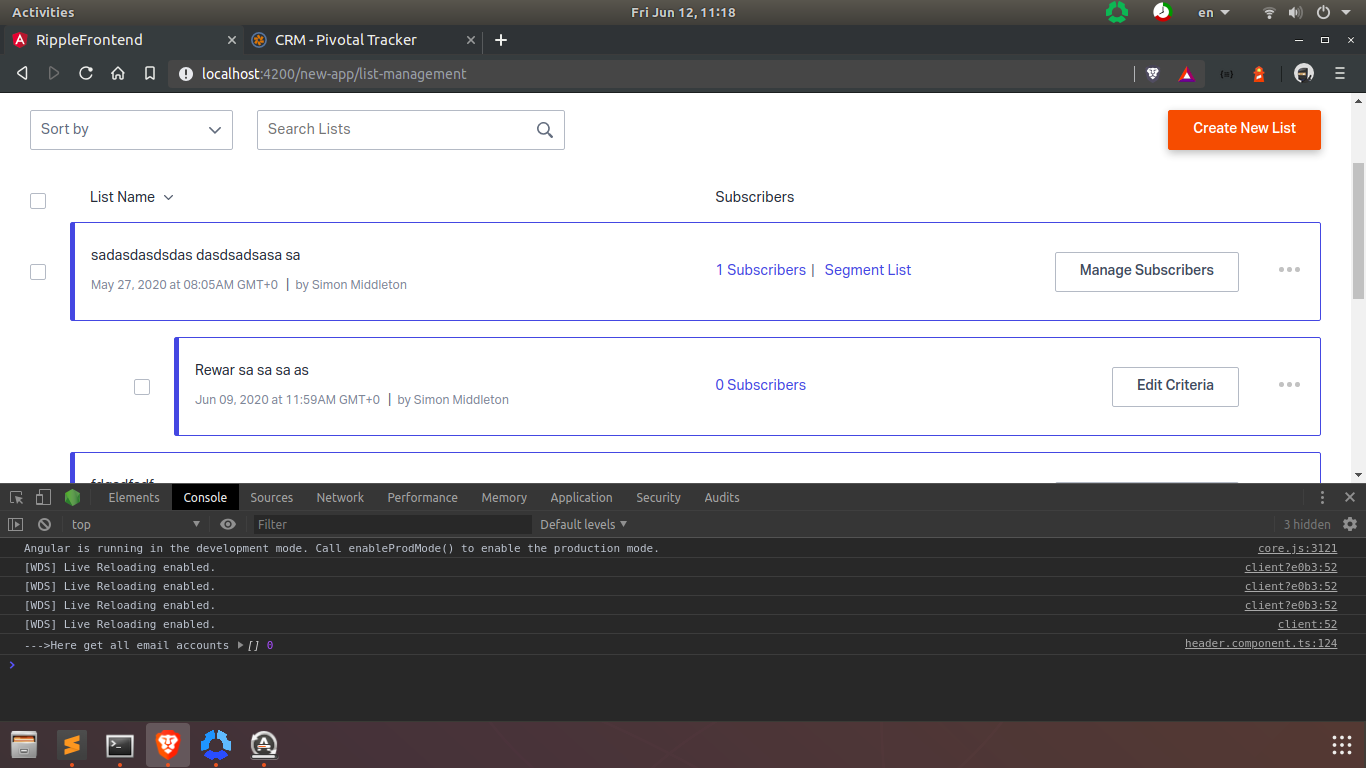 Activities
Fri Jun 12, 11:18
en
RippleFrontend
CRM - Pivotal Tracker
localhost:4200/new-app/list-management
Sort by
Search Lists
Create New List
List Name
Subscribers
sadasdasdsdas dasdsadsasa sa
1 Subscribers | Segment List
Manage Subscribers
May 27, 2020 at 08:05AM GMT+0 | by Simon Middleton
Rewar sa sa sa as
0 Subscribers
Edit Criteria
Jun 09, 2020 at 11:59AM GMT+0 | by Simon Middleton
Elements Console Sources Network Performance Memory Application Security Audits
top
Filter
Default levels
3 hidden
Angular is running in the development mode. Call enableProdMode() to enable the production mode. core.js:3121
[WDS] Live Reloading enabled. client?e0b3:52
[WDS] Live Reloading enabled. client?e0b3:52
[WDS] Live Reloading enabled. client?e0b3:52
[WDS] Live Reloading enabled. client:52
--->Here get all email accounts [] 0 header.component.ts:124